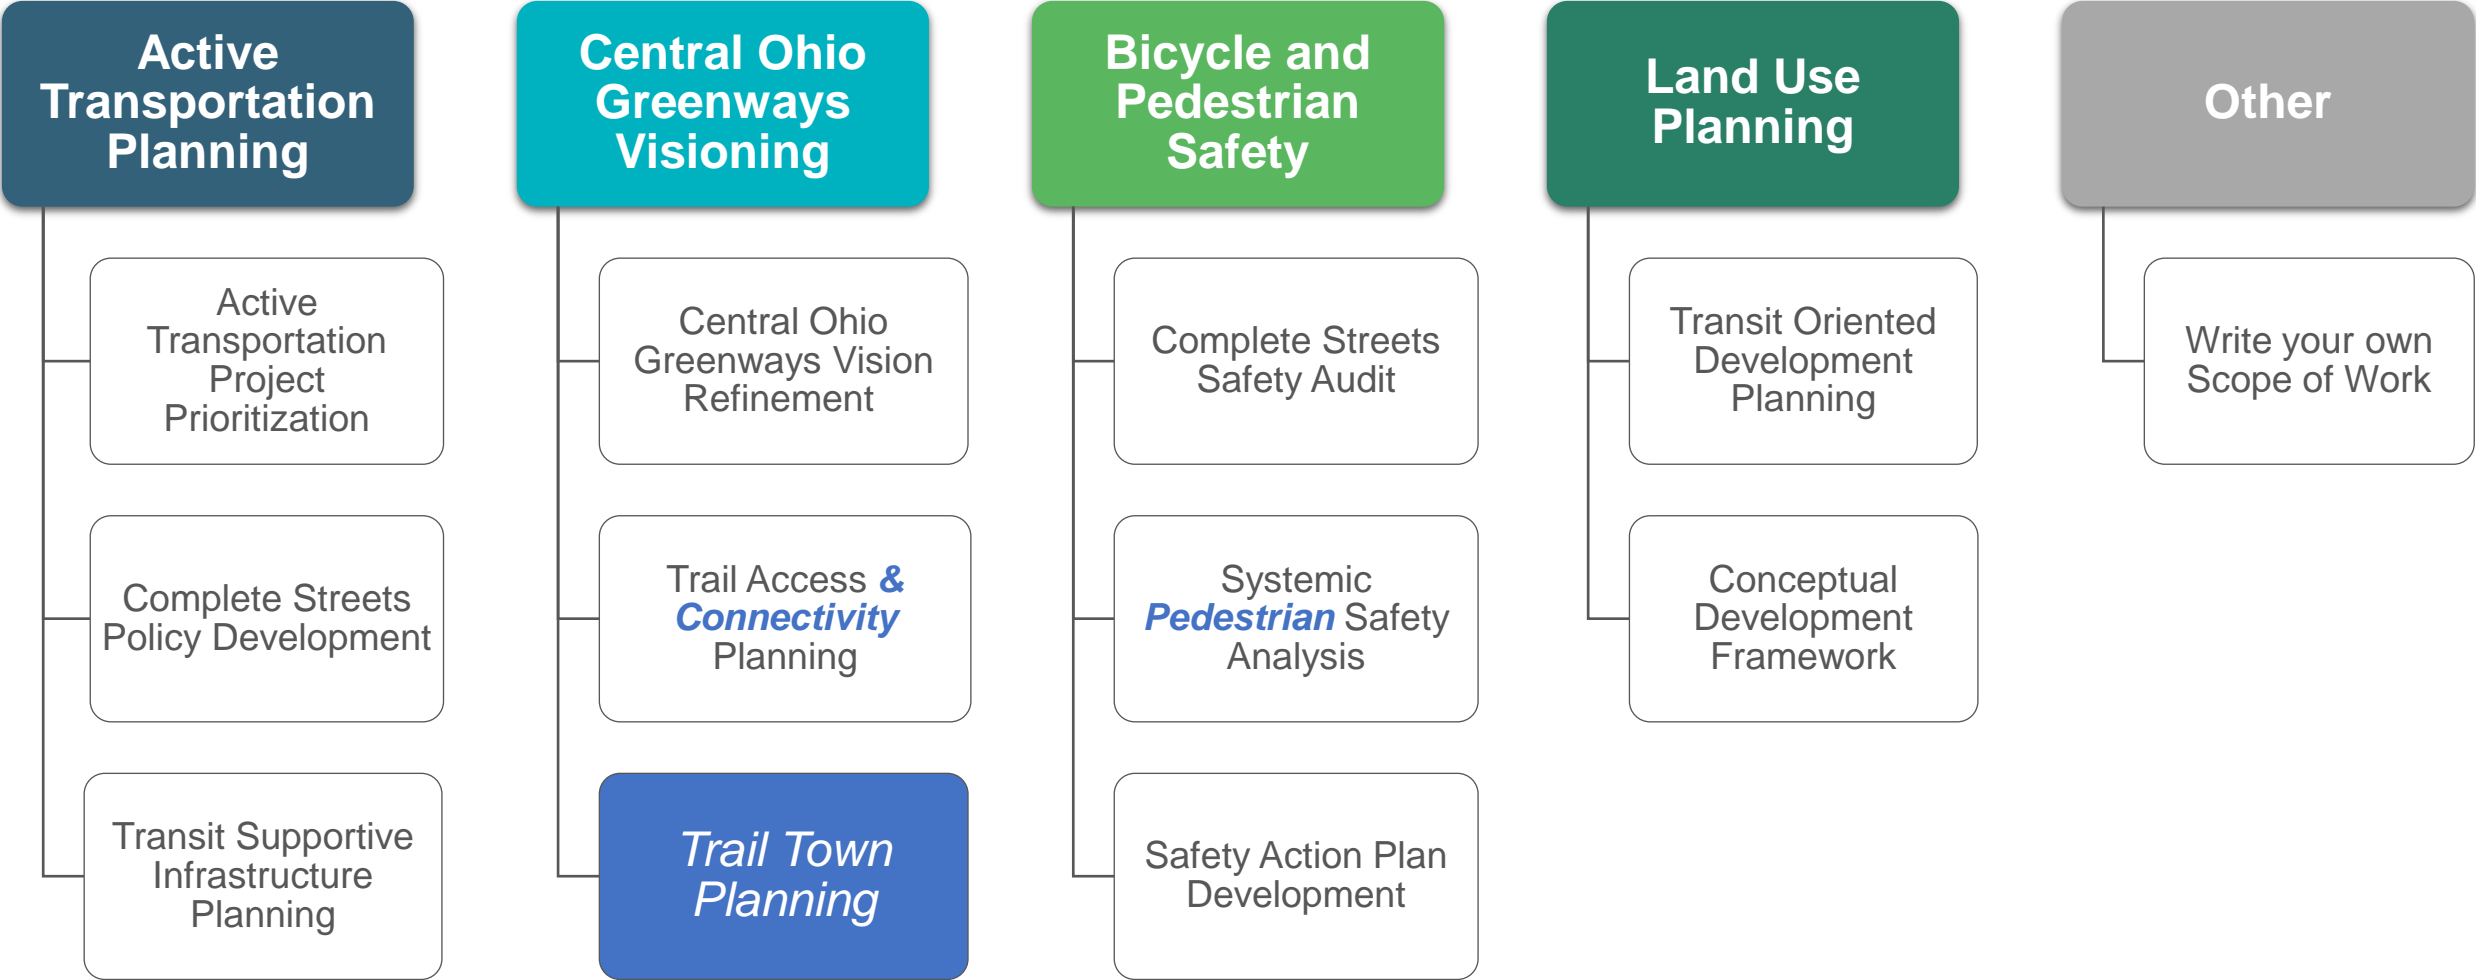 Active
Transportation
Planning
Active
Transportation
Project
Prioritization
Complete Streets
Policy Development
Transit Supportive
Infrastructure
Planning
Central Ohio
Greenways
Visioning
Central Ohio
Greenways Vision
Refinement
Trail Access &
Connectivity
Planning
Trail Town
Planning
Bicycle and
Pedestrian
Safety
Complete Streets
Safety Audit
Systemic
Pedestrian Safety
Analysis
Safety Action Plan
Development
Land Use
Planning
Transit Oriented
Development
Planning
Conceptual
Development
Framework
Other
Write your own
Scope of Work